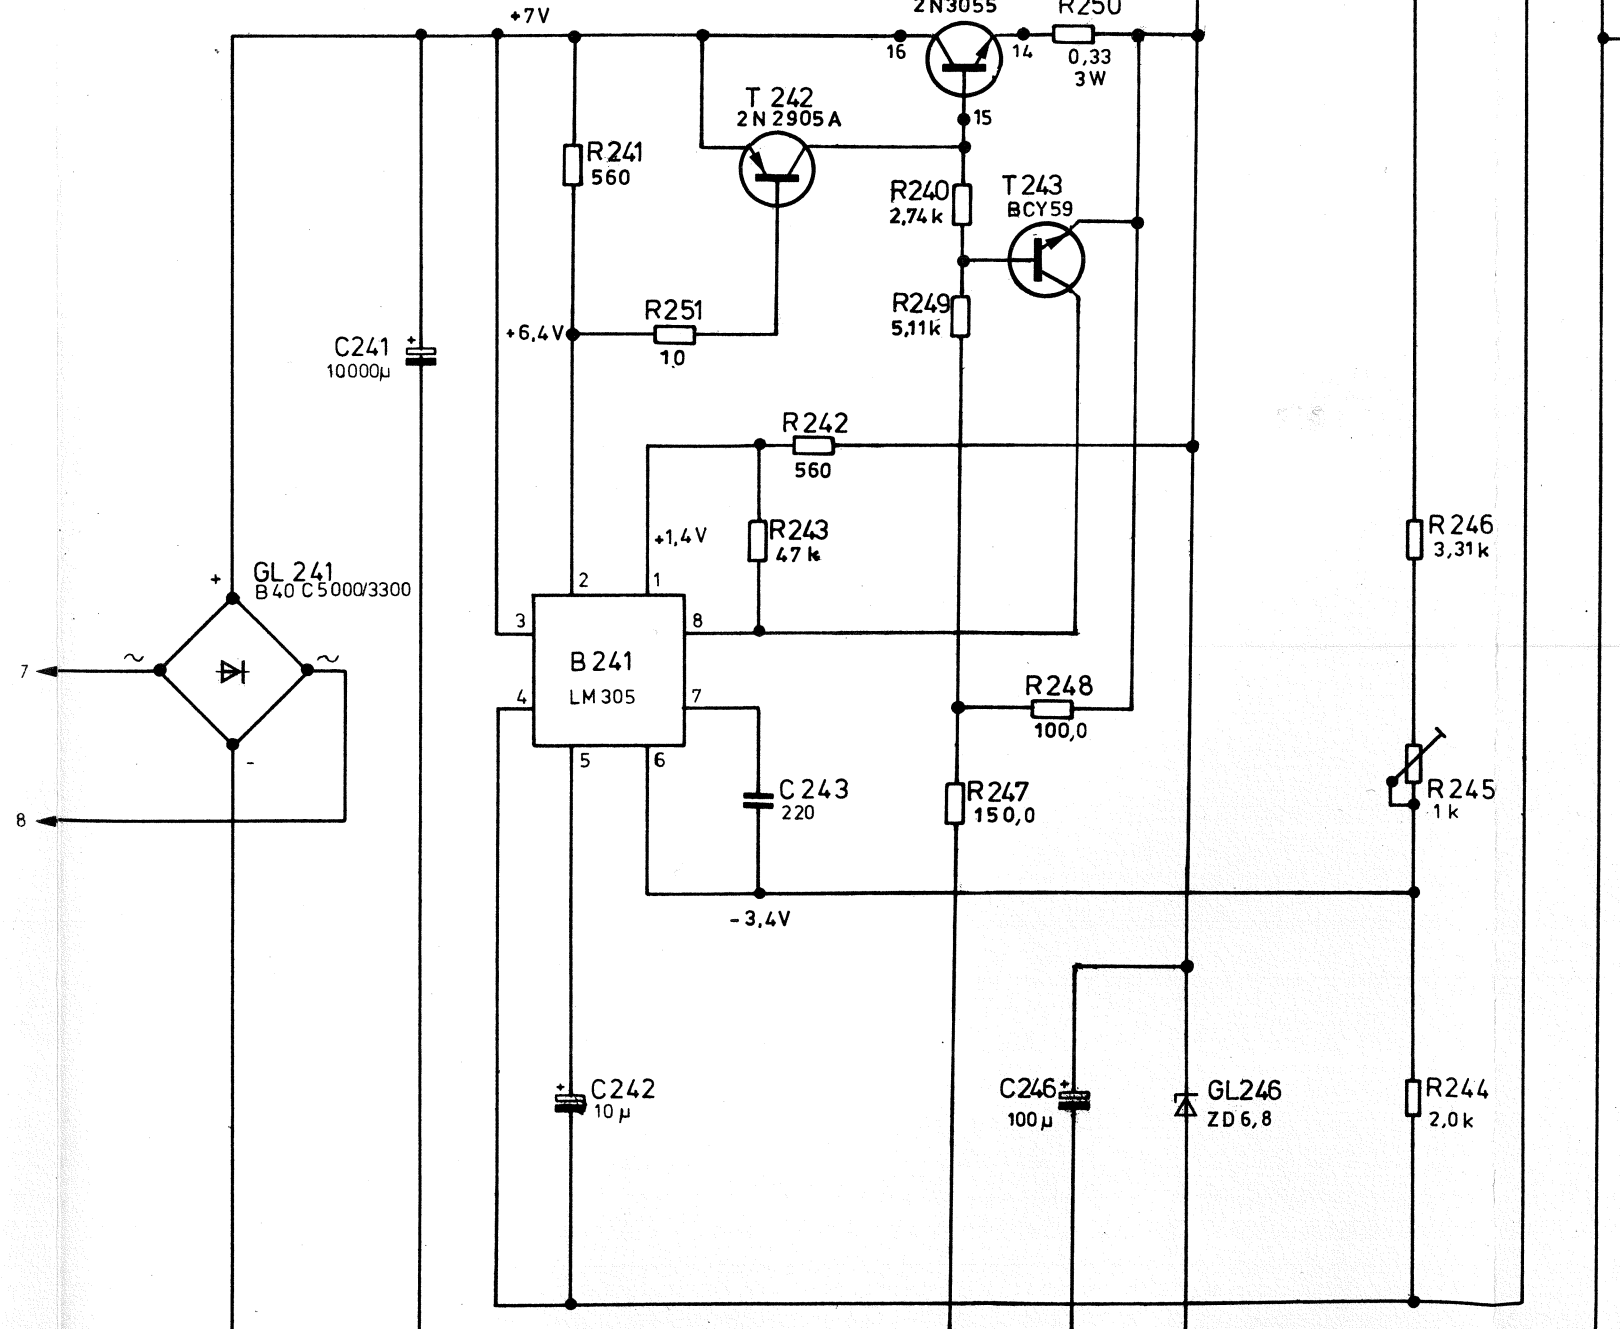 +7V
2N3055
R250
16
14
0,33
3W
T 242
2N2905A
15
R241
560
R240
2,74k
T243
BCY59
R251
10
+6,4V
R249
5,11k
C241
+
10000µ
R242
560
+1,4V
R243
47k
R246
3,31k
GL 241
B40 C5000/3300
+
2
1
3
8
7
~
~
B241
LM 305
4
7
R248
100,0
-
5
6
8
C243
220
R247
150,0
R245
1k
-3,4V
+
C242
10µ
C246
+
100µ
GL246
ZD6,8
R244
2,0k